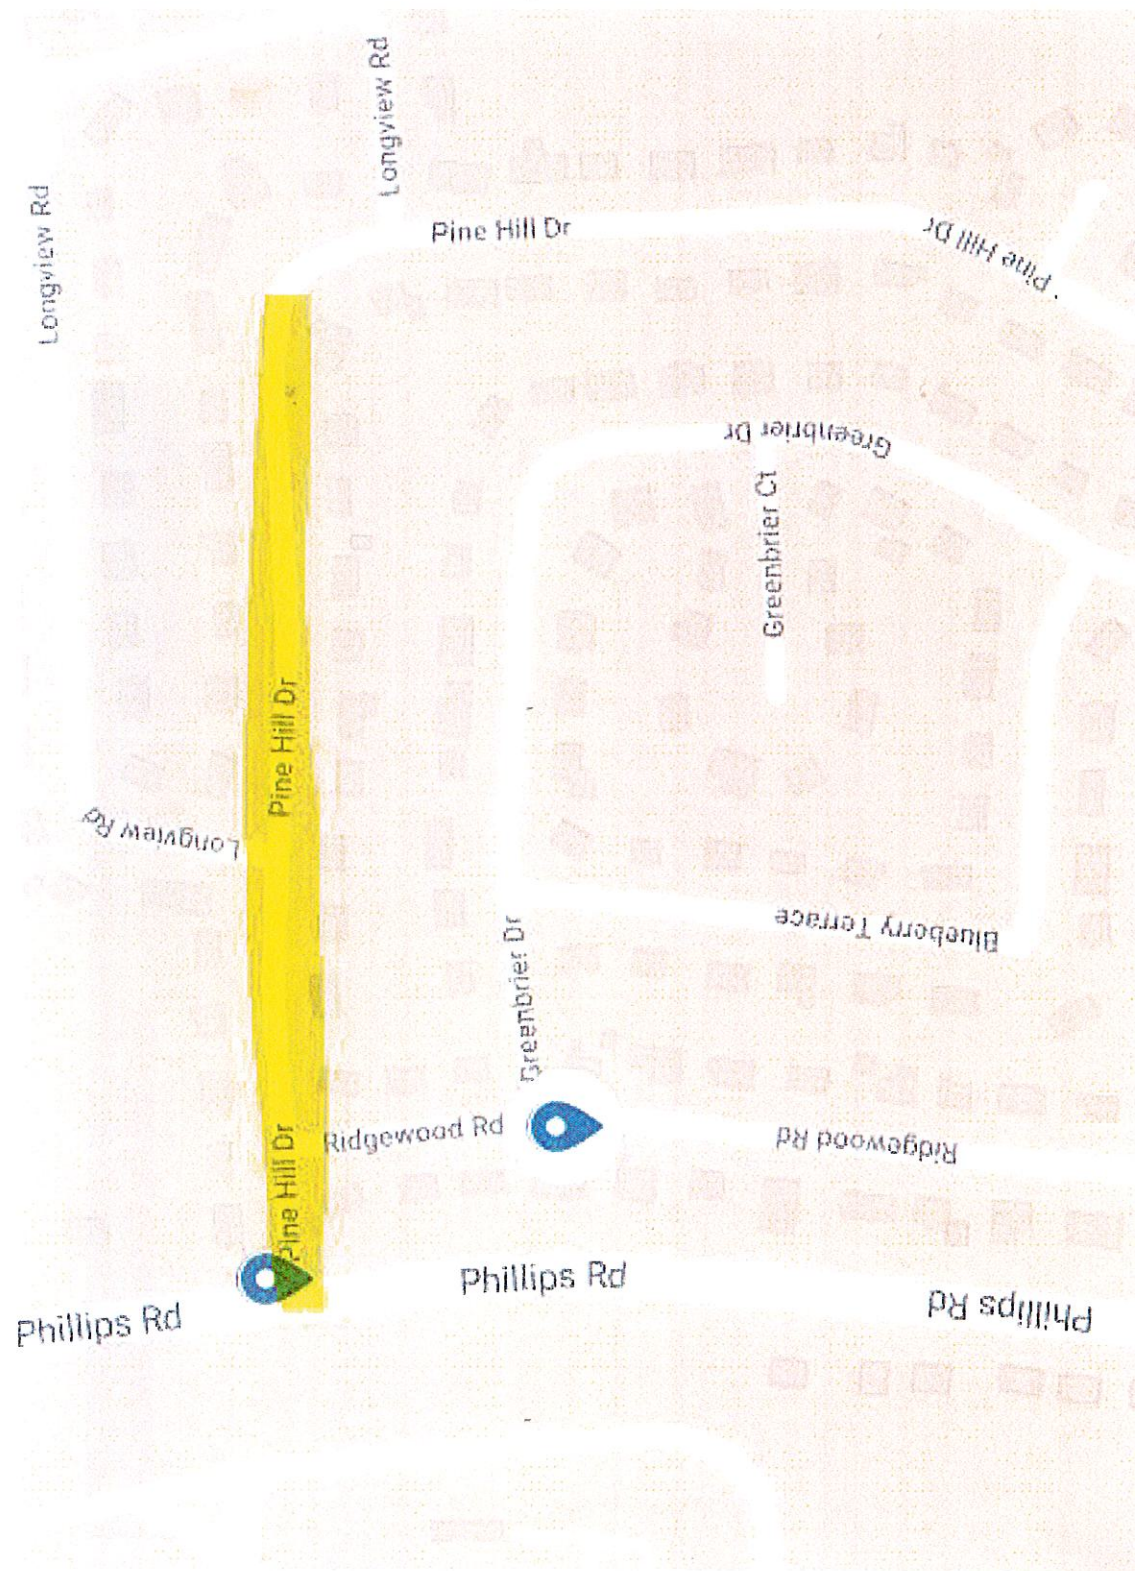 Longview Rd
Longview Rd
Pine Hill Dr
Pine Hill Dr
Greenbrier Dr
Greenbrier Ct
Pine Hill Dr
Longview Rd
Blueberry Terrace
Greenbrier Dr
Ridgewood Rd
Ridgewood Rd
Pine Hill Dr
Phillips Rd
Phillips Rd
Phillips Rd